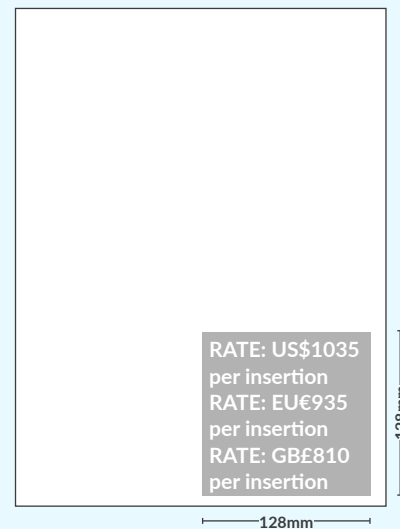 RATE: US$1035
per insertion
RATE: EU€935
per insertion
RATE: GB£810
per insertion
128mm